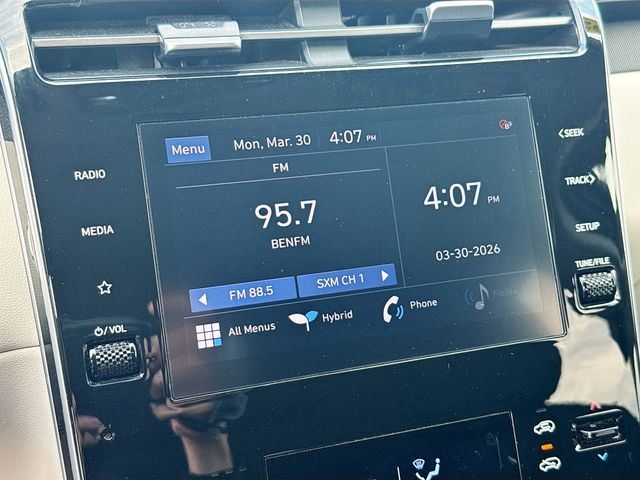 Menu
Mon, Mar. 30
4:07 PM
FM
95.7
BENFM
4:07 PM
03-30-2026
FM 88.5
SXM CH 1
All Menus
Hybrid
Phone
Media
RADIO
MEDIA
VOL
SEEK
TRACK
SETUP
TUNE/FILE